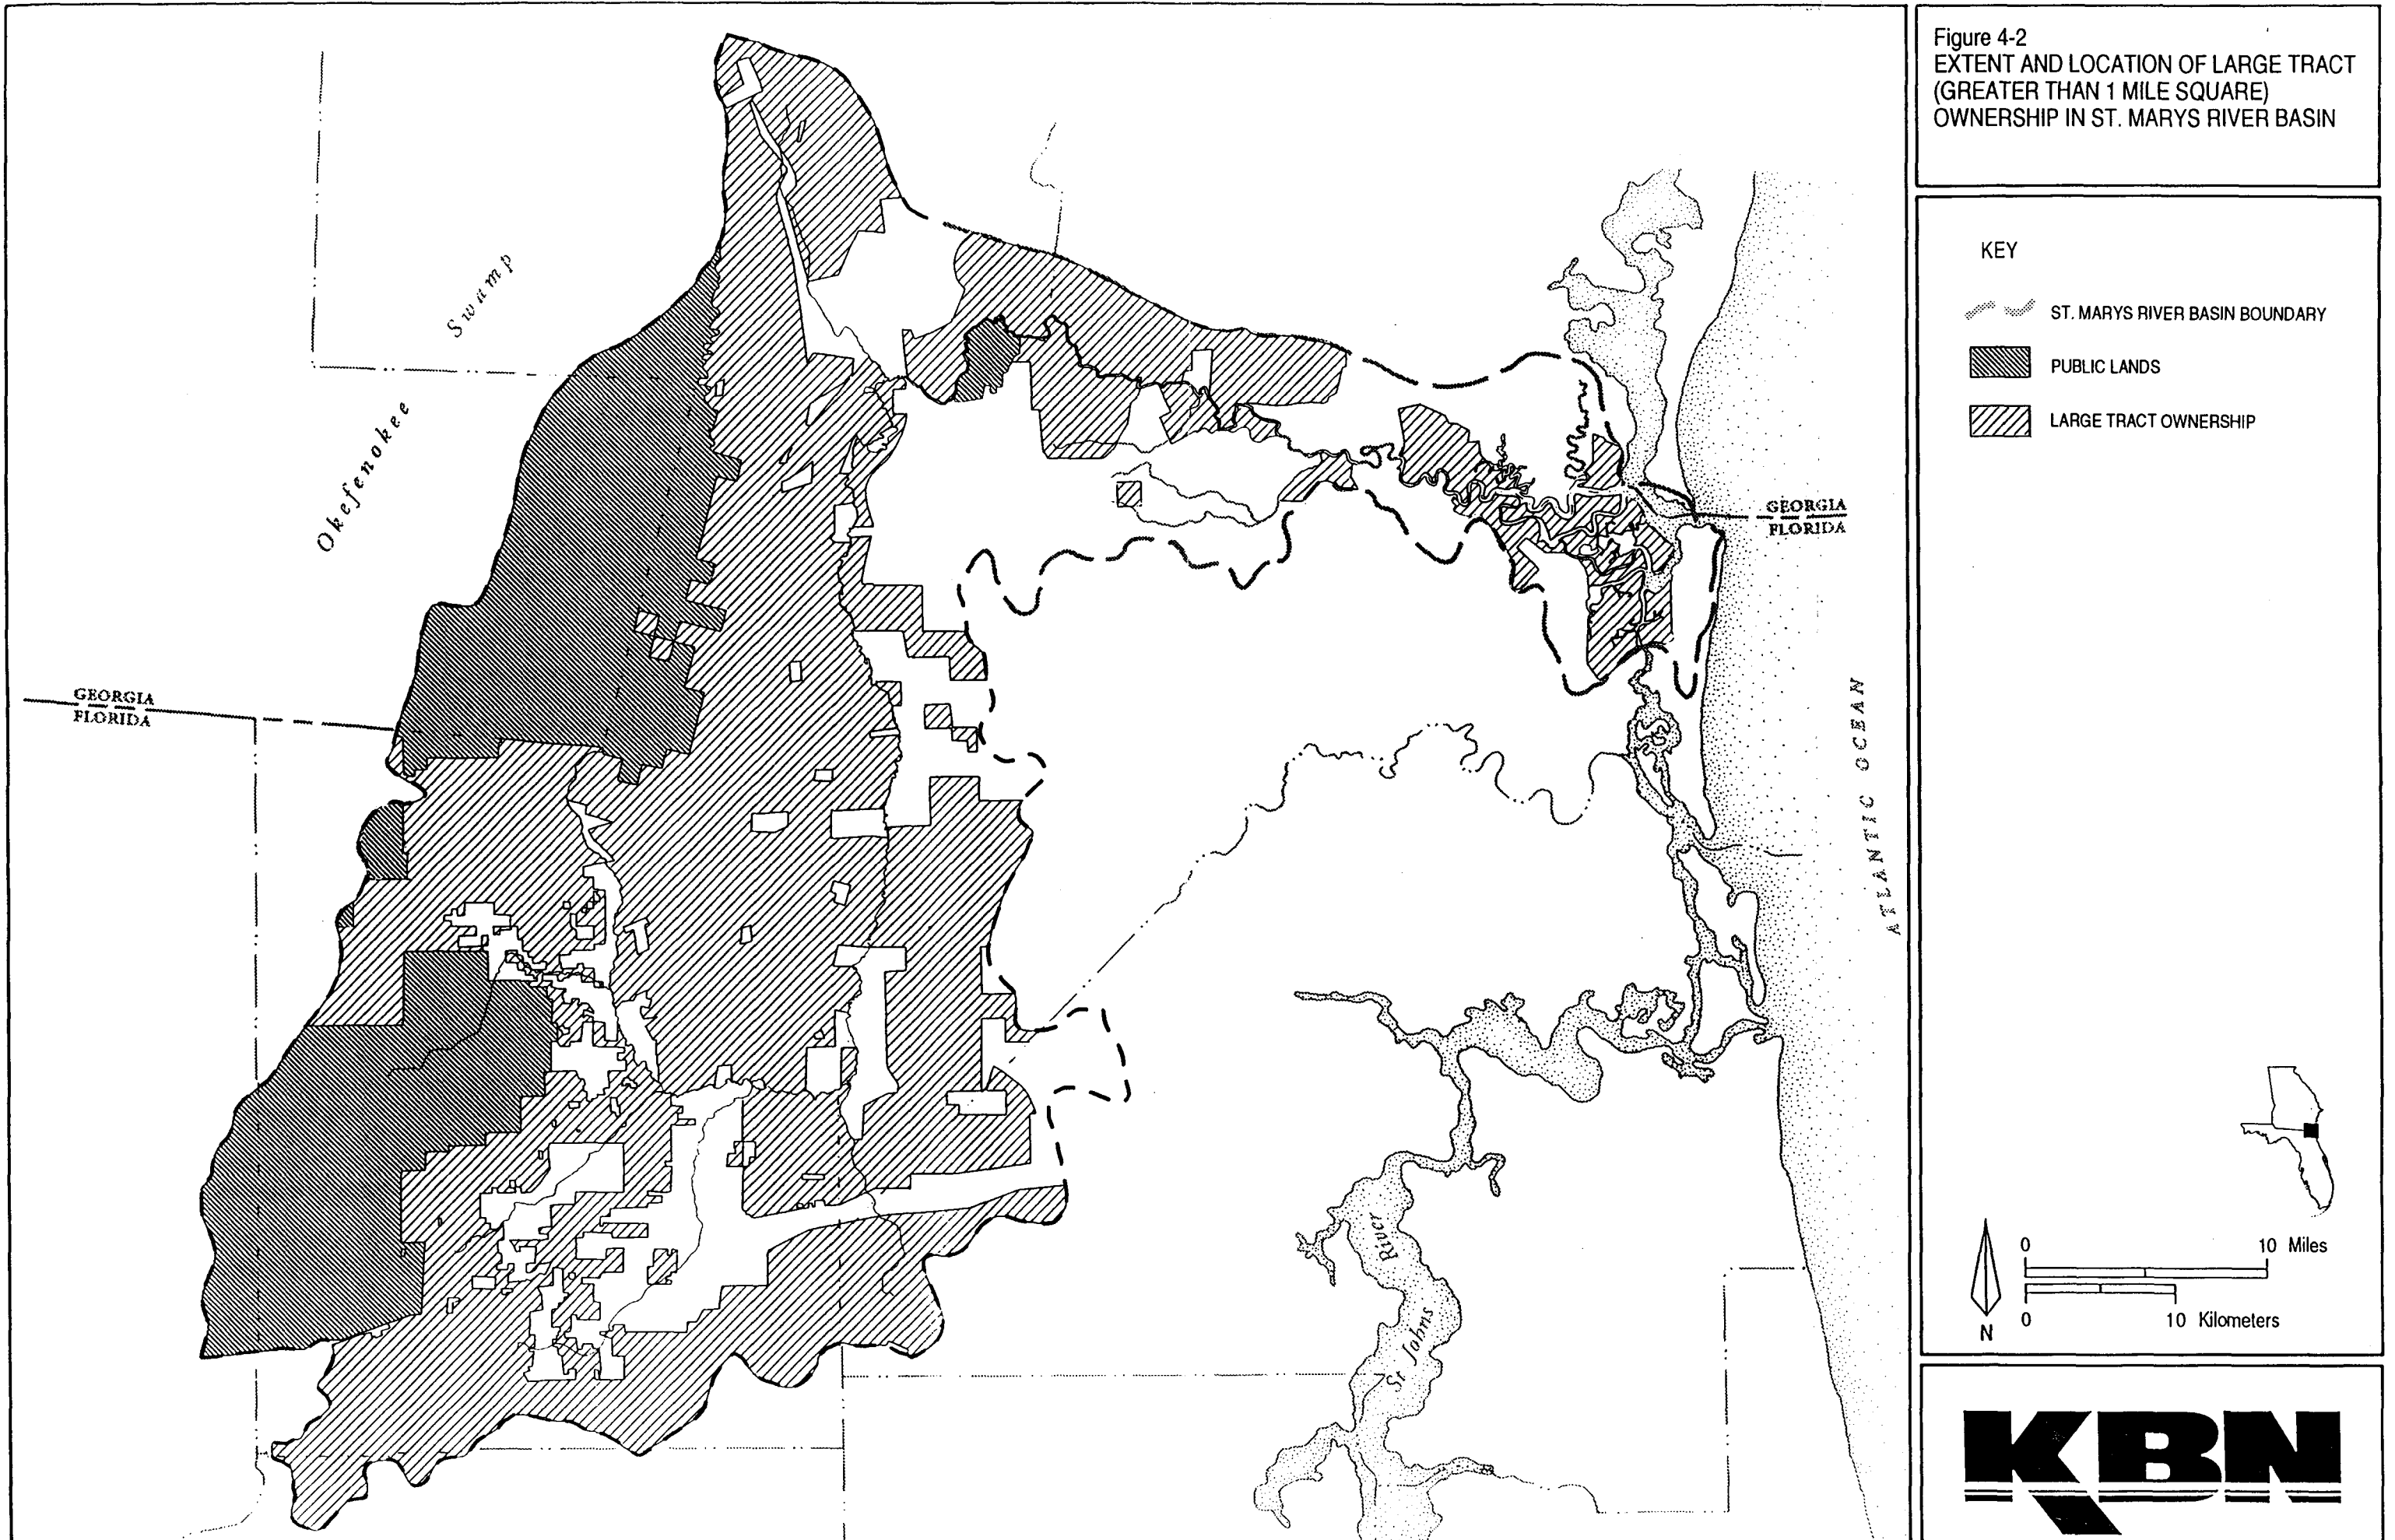 Figure 4-2
EXTENT AND LOCATION OF LARGE TRACT
(GREATER THAN 1 MILE SQUARE)
OWNERSHIP IN ST. MARYS RIVER BASIN
KEY
ST. MARYS RIVER BASIN BOUNDARY
PUBLIC LANDS
LARGE TRACT OWNERSHIP
Okefenokee
Swamp
GEORGIA
FLORIDA
GEORGIA
FLORIDA
ATLANTIC OCEAN
St Johns
River
0
10 Miles
0
10 Kilometers
N
KBN